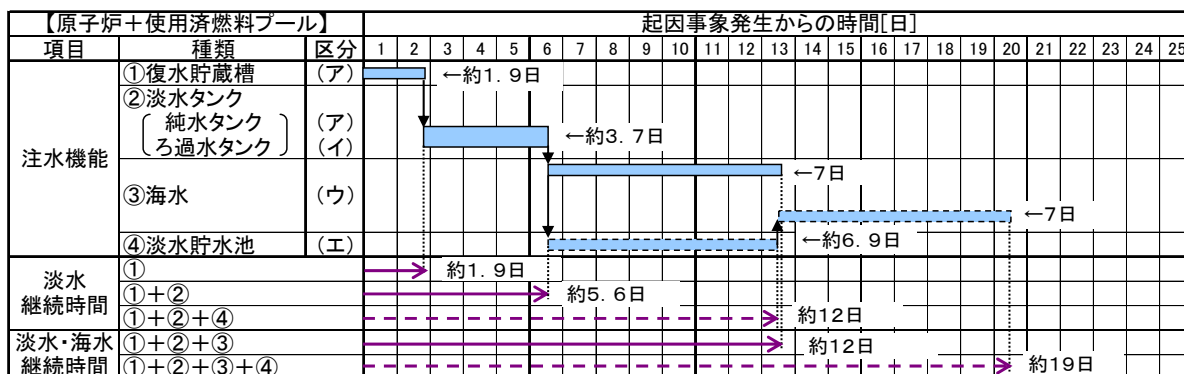 【原子炉＋使用済燃料プール】 起因事象発生からの時間[日]
項目 種類 区分 1 2 3 4 5 6 7 8 9 10 11 12 13 14 15 16 17 18 19 20 21 22 23 24 25
注水機能
①復水貯蔵槽 (ア) ←約1．9日
②淡水タンク
純水タンク (ア)
ろ過水タンク (イ)
←約3．7日
③海水 (ウ)
←7日
←7日
④淡水貯水池 (エ) ←約6．9日
淡水
継続時間
① 約1．9日
①＋② 約5．6日
①＋②＋④ 約12日
淡水・海水
継続時間
①＋②＋③ 約12日
①＋②＋③＋④ 約19日